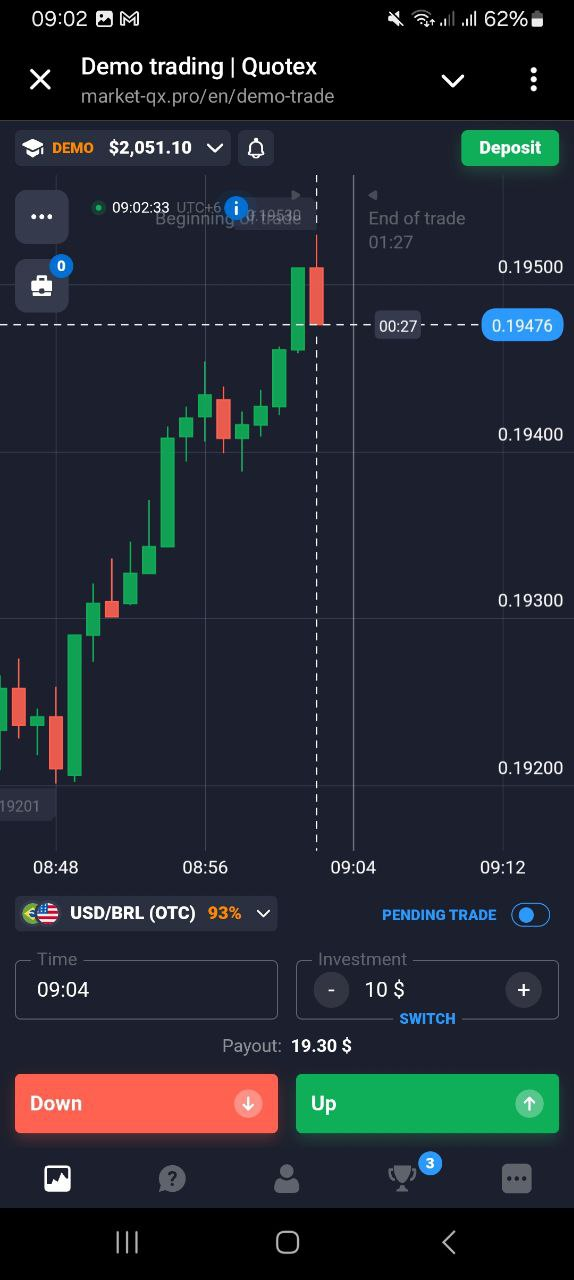 09:02 62%
Demo trading | Quotex
market-qx.pro/en/demo-trade
DEMO $2,051.10 Deposit
09:02:33 UTC+6 i 0.19530
Beginning of trade
End of trade
01:27
0
0.19500
00:27 0.19476
0.19400
0.19300
0.19200
19201
08:48 08:56 09:04 09:12
USD/BRL (OTC) 93% PENDING TRADE
Time Investment
09:04 - 10 $ +
SWITCH
Payout: 19.30 $
Down Up
? 3